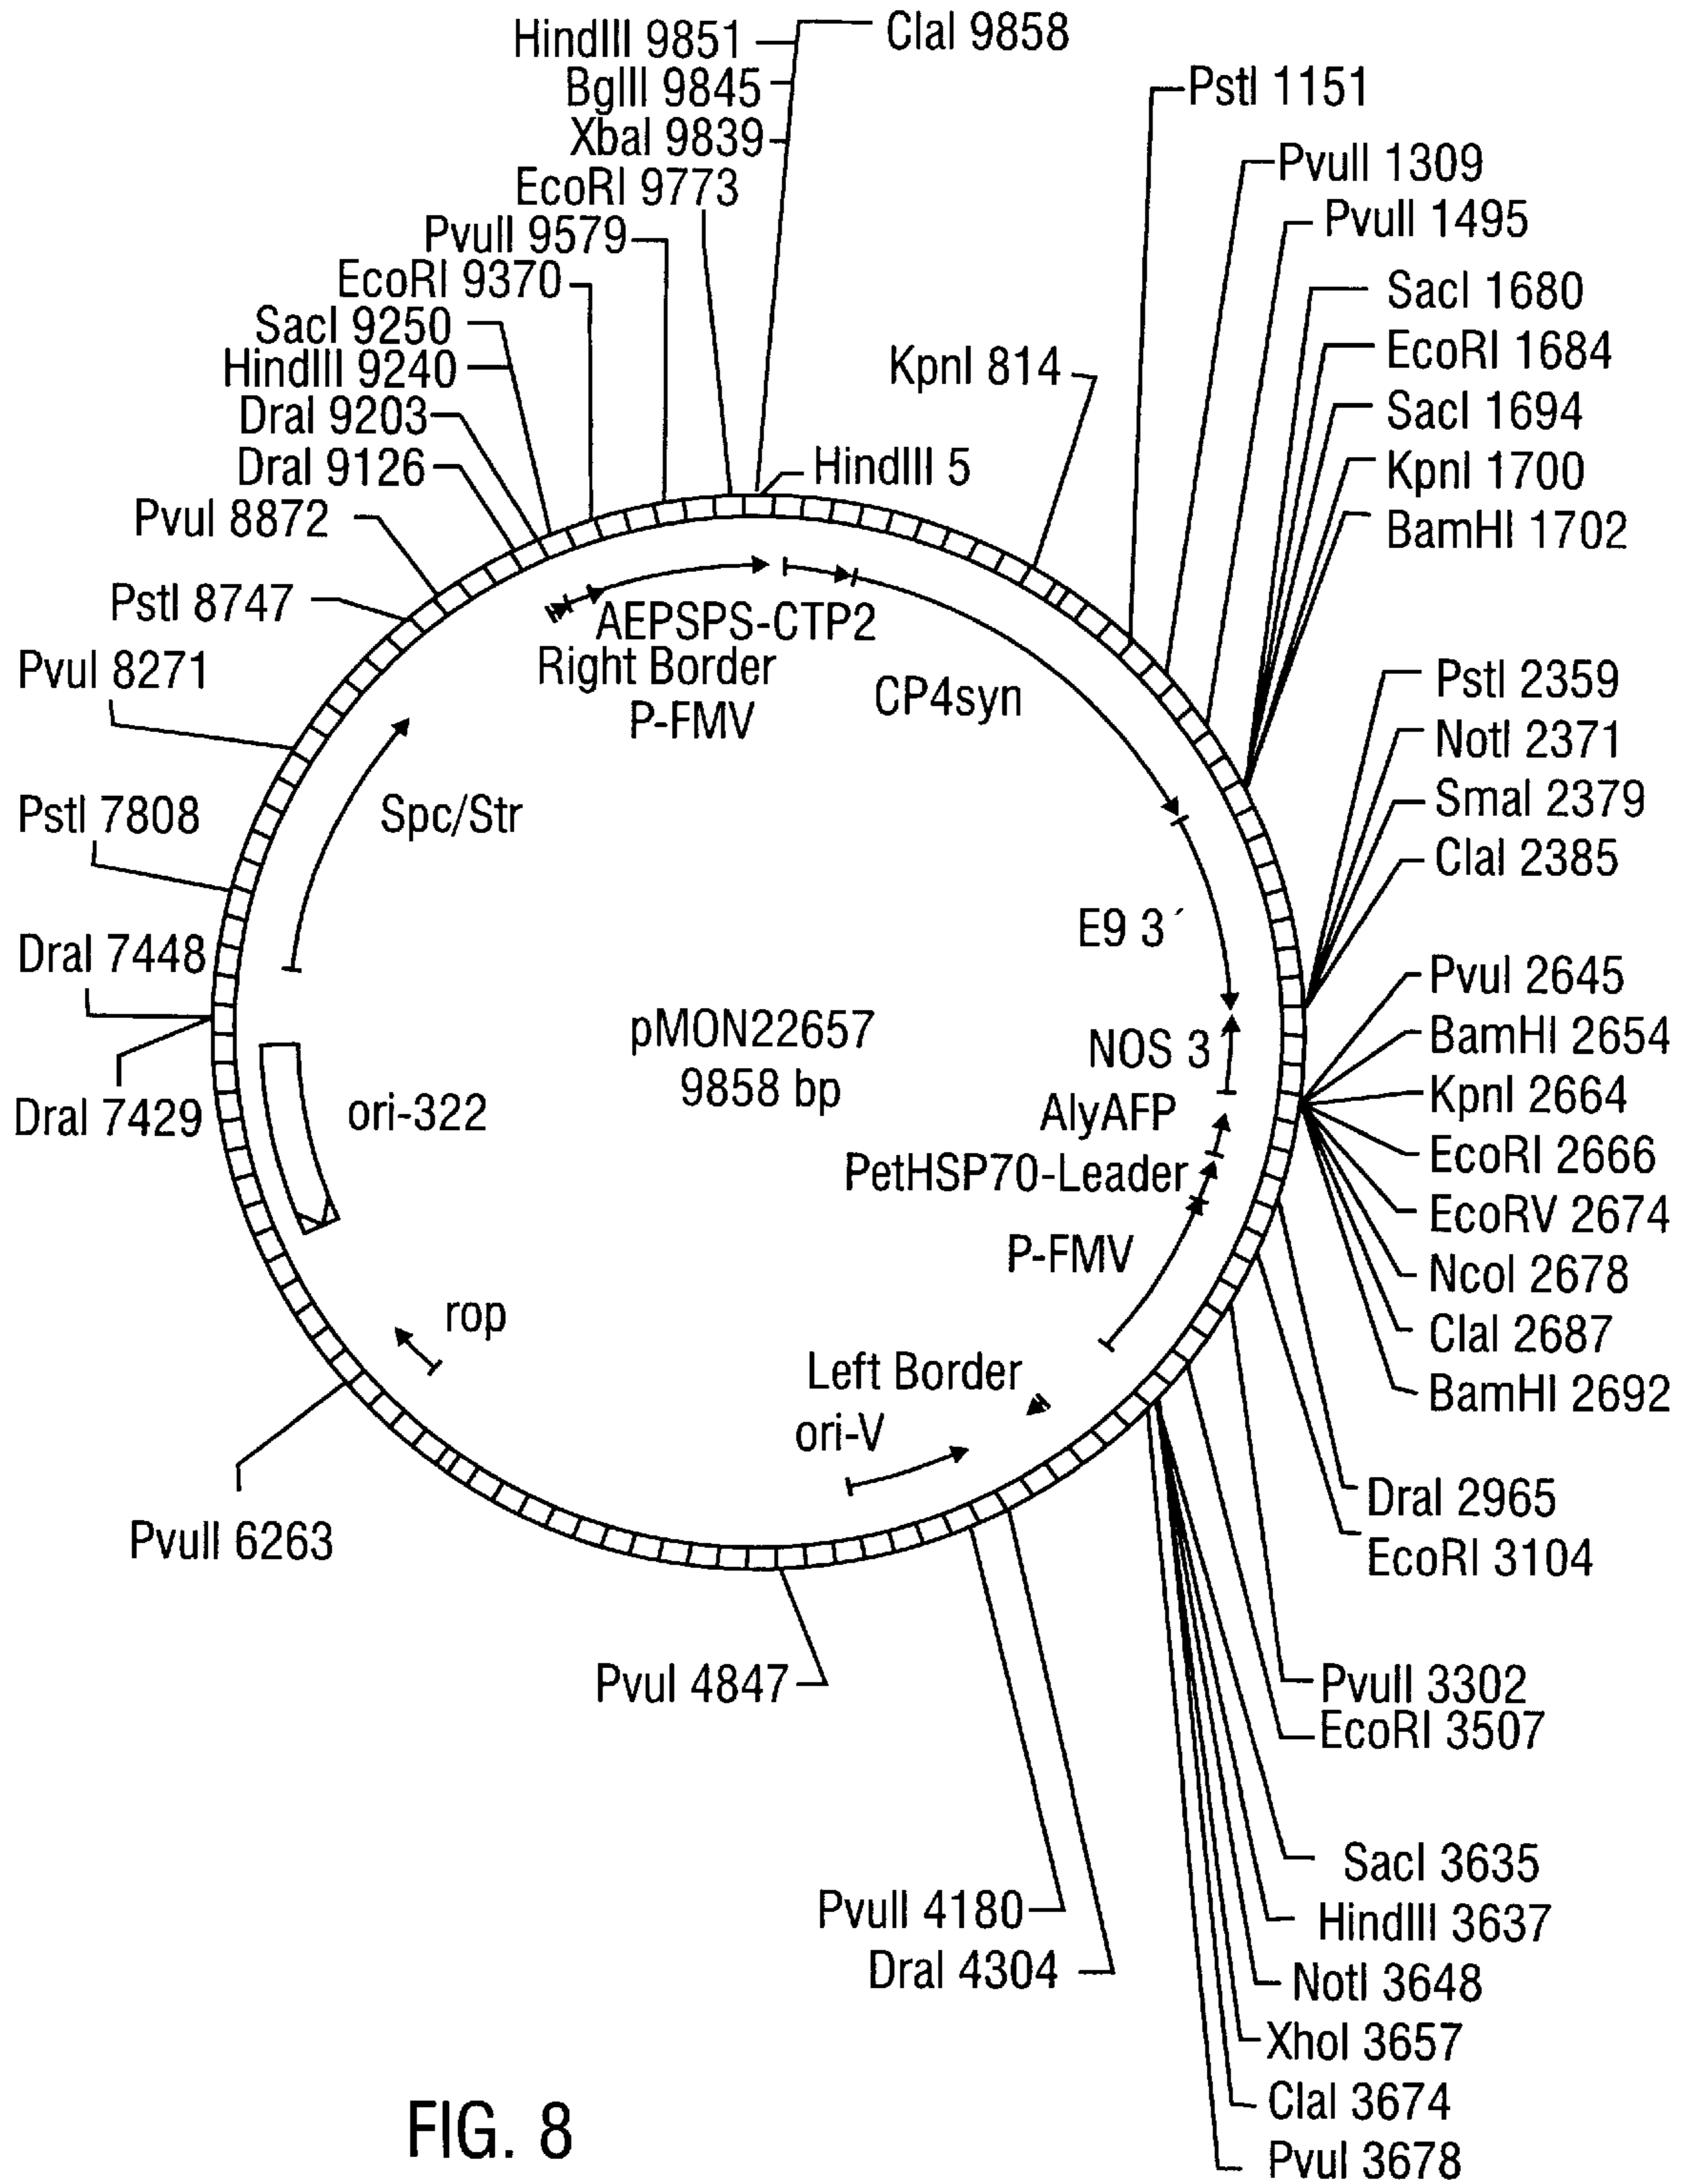 HindIII 9851
ClaI 9858
BglII 9845
XbaI 9839
EcoRI 9773
PvuII 9579
EcoRI 9370
SacI 9250
HindIII 9240
DraI 9203
DraI 9126
PvuI 8872
PstI 8747
PvuI 8271
PstI 7808
DraI 7448
DraI 7429
PvuII 6263
PvuI 4847
PvuII 4180
DraI 4304
HindIII 5
KpnI 814
PstI 1151
PvuII 1309
PvuII 1495
SacI 1680
EcoRI 1684
SacI 1694
KpnI 1700
BamHI 1702
PstI 2359
NotI 2371
SmaI 2379
ClaI 2385
PvuI 2645
BamHI 2654
KpnI 2664
EcoRI 2666
EcoRV 2674
NcoI 2678
ClaI 2687
BamHI 2692
DraI 2965
EcoRI 3104
PvuII 3302
EcoRI 3507
SacI 3635
HindIII 3637
NotI 3648
XhoI 3657
ClaI 3674
PvuI 3678
AEPSPS-CTP2
Right Border
P-FMV
CP4syn
Spc/Str
E9 3´
pMON22657
9858 bp
NOS 3
AlyAFP
PetHSP70-Leader
P-FMV
ori-322
rop
Left Border
ori-V
FIG. 8